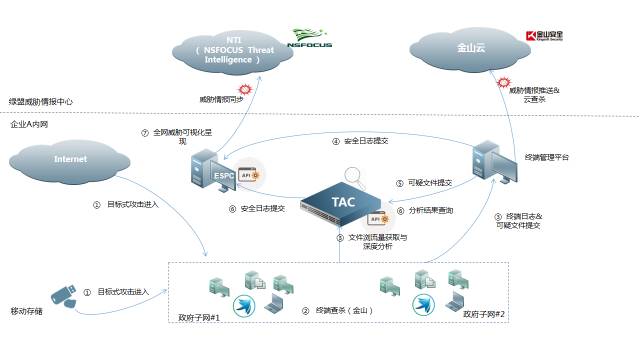 NTI
（ NSFOCUS Threat
Intelligence ）
NSFOCUS
金山云
金山安全
Kingsoft Security
威胁情报同步
威胁情报推送&
云查杀
绿盟威胁情报中心
企业A内网
⑦ 全网威胁可视化呈
现
④ 安全日志提交
Internet
ESPC
API
终端管理平台
TAC
⑤ 可疑文件提交
① 目标式攻击进入
⑥ 安全日志提交
API
⑥ 分析结果查询
③ 终端日志&
可疑文件提交
⑤ 文件浏流量获取与
深度分析
① 目标式攻击进入
移动存储
政府子网#1
② 终端查杀（金山）
政府子网#2